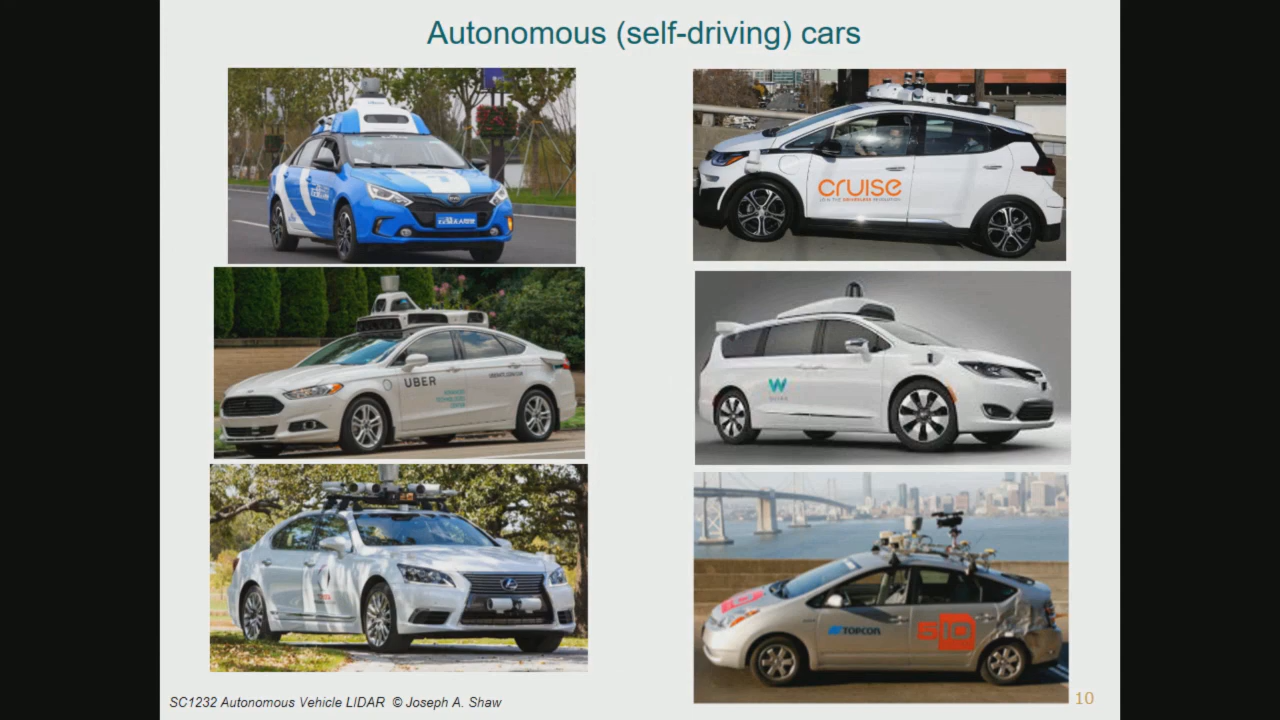 Autonomous (self-driving) cars
cruise
UBER
W
TOPCON
510
SC1232 Autonomous Vehicle LIDAR © Joseph A. Shaw
10